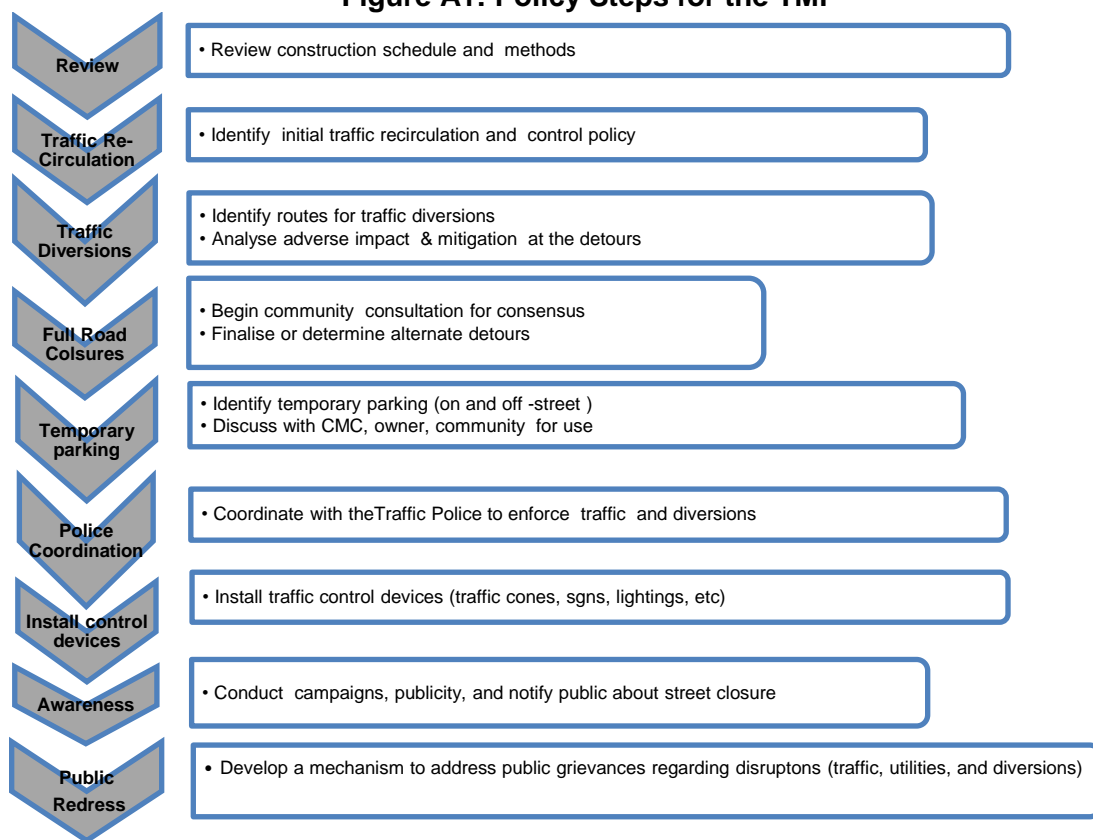 Figure A1: Policy Steps for the TMP
Review
• Review construction schedule and methods
Traffic Re-
Circulation
• Identify initial traffic recirculation and control policy
Traffic
Diversions
• Identify routes for traffic diversions
• Analyse adverse impact & mitigation at the detours
Full Road
Colsures
• Begin community consultation for consensus
• Finalise or determine alternate detours
Temporary
parking
• Identify temporary parking (on and off -street )
• Discuss with CMC, owner, community for use
Police
Coordination
• Coordinate with theTraffic Police to enforce traffic and diversions
Install control
devices
• Install traffic control devices (traffic cones, sgns, lightings, etc)
Awareness
• Conduct campaigns, publicity, and notify public about street closure
Public
Redress
• Develop a mechanism to address public grievances regarding disruptons (traffic, utilities, and diversions)